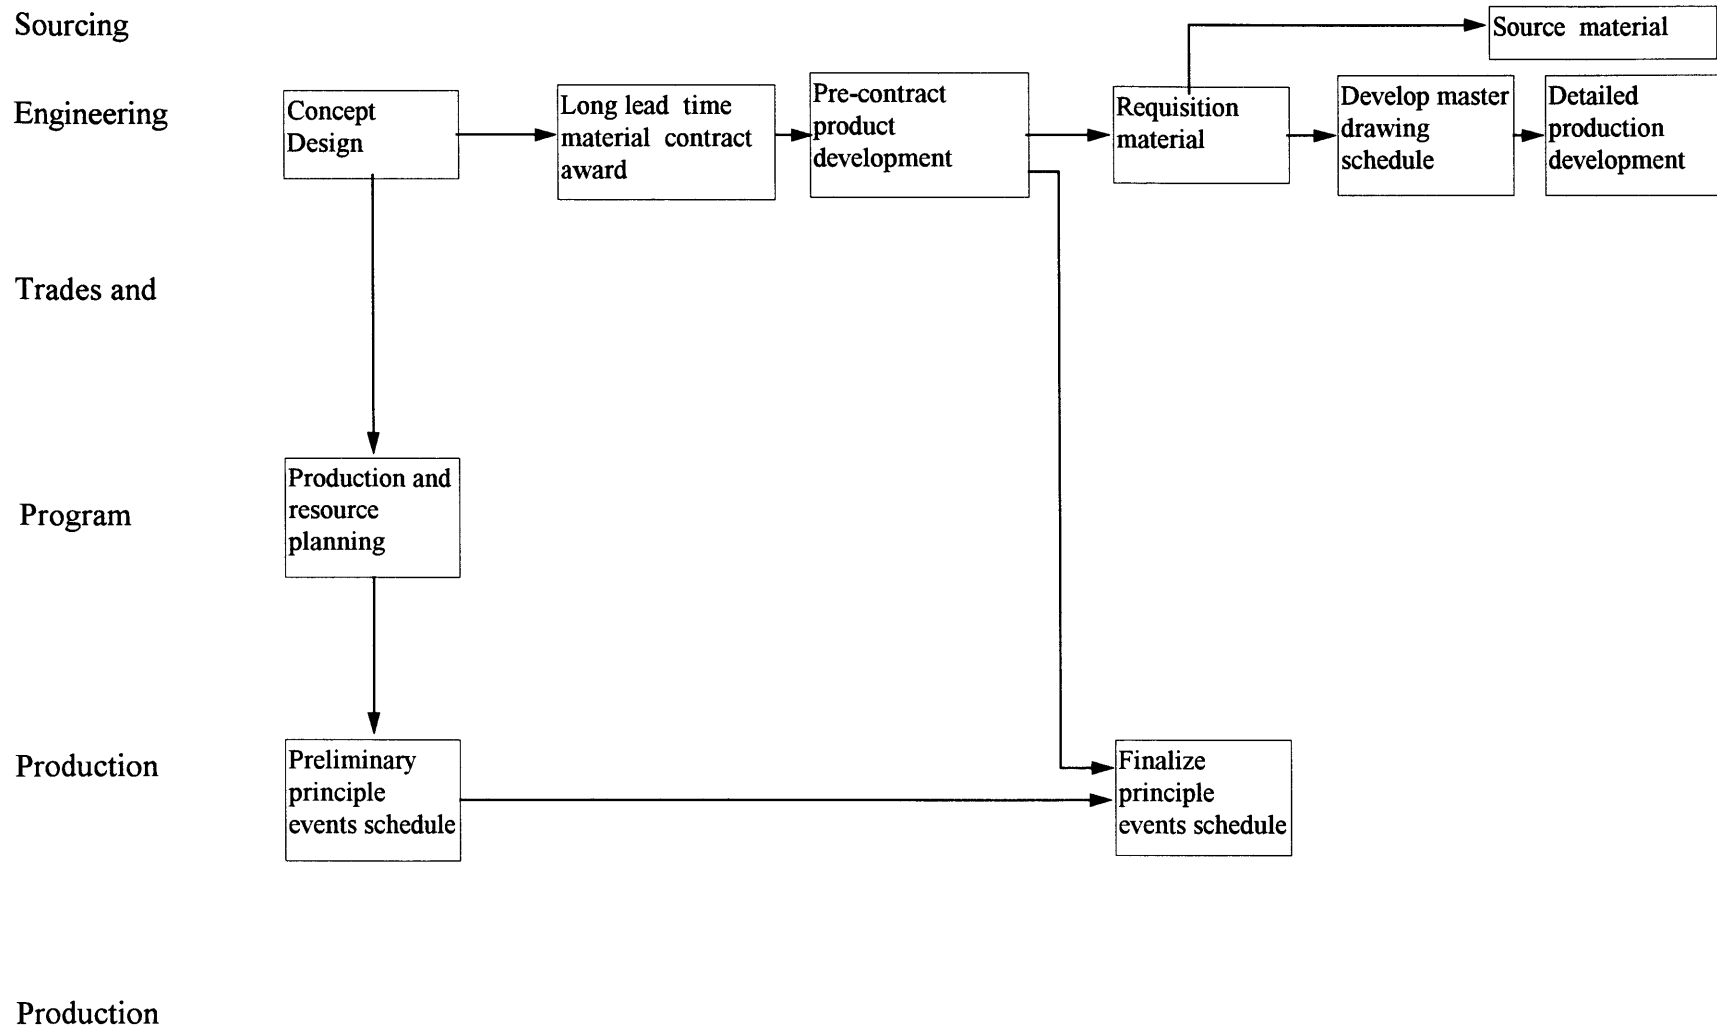 Sourcing
Source material
Engineering
Concept
Design
Long lead time
material contract
award
Pre-contract
product
development
Requisition
material
Develop master
drawing
schedule
Detailed
production
development
Trades and
Program
Production and
resource
planning
Production
Preliminary
principle
events schedule
Finalize
principle
events schedule
Production